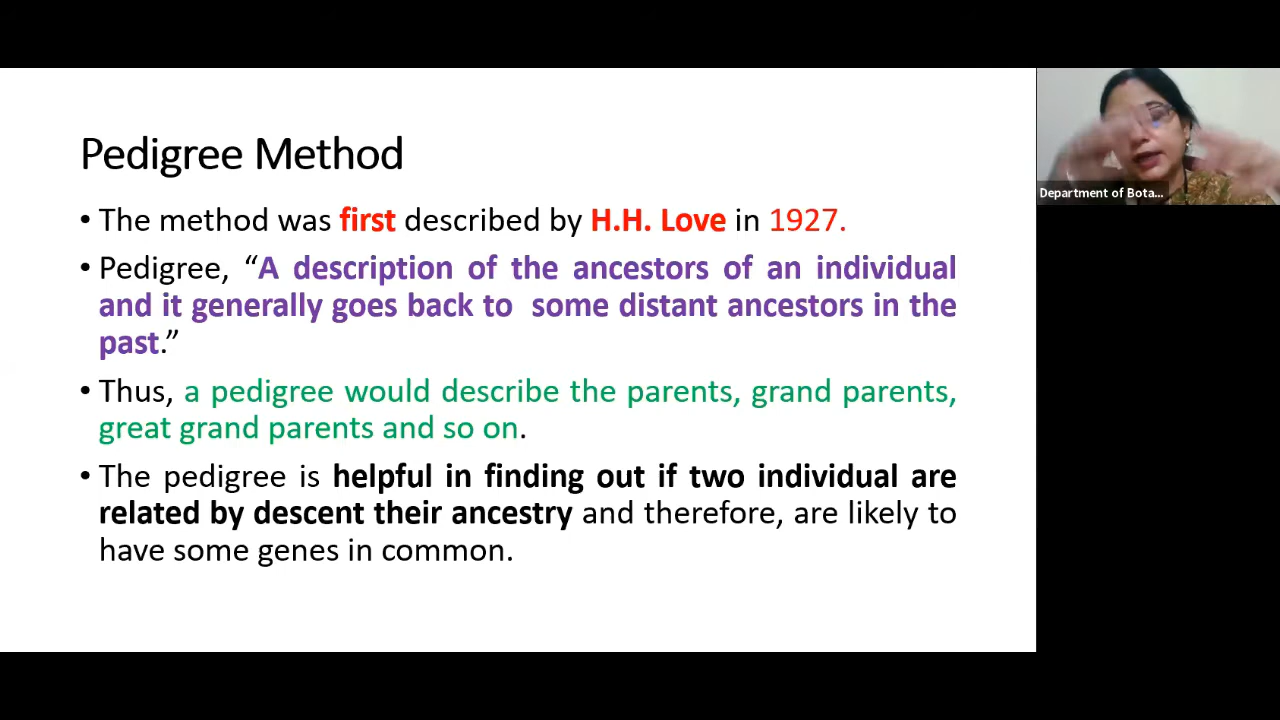 Pedigree Method
• The method was first described by H.H. Love in 1927.
• Pedigree, “A description of the ancestors of an individual
and it generally goes back to some distant ancestors in the
past.”
• Thus, a pedigree would describe the parents, grand parents,
great grand parents and so on.
• The pedigree is helpful in finding out if two individual are
related by descent their ancestry and therefore, are likely to
have some genes in common.
Department of Bota...